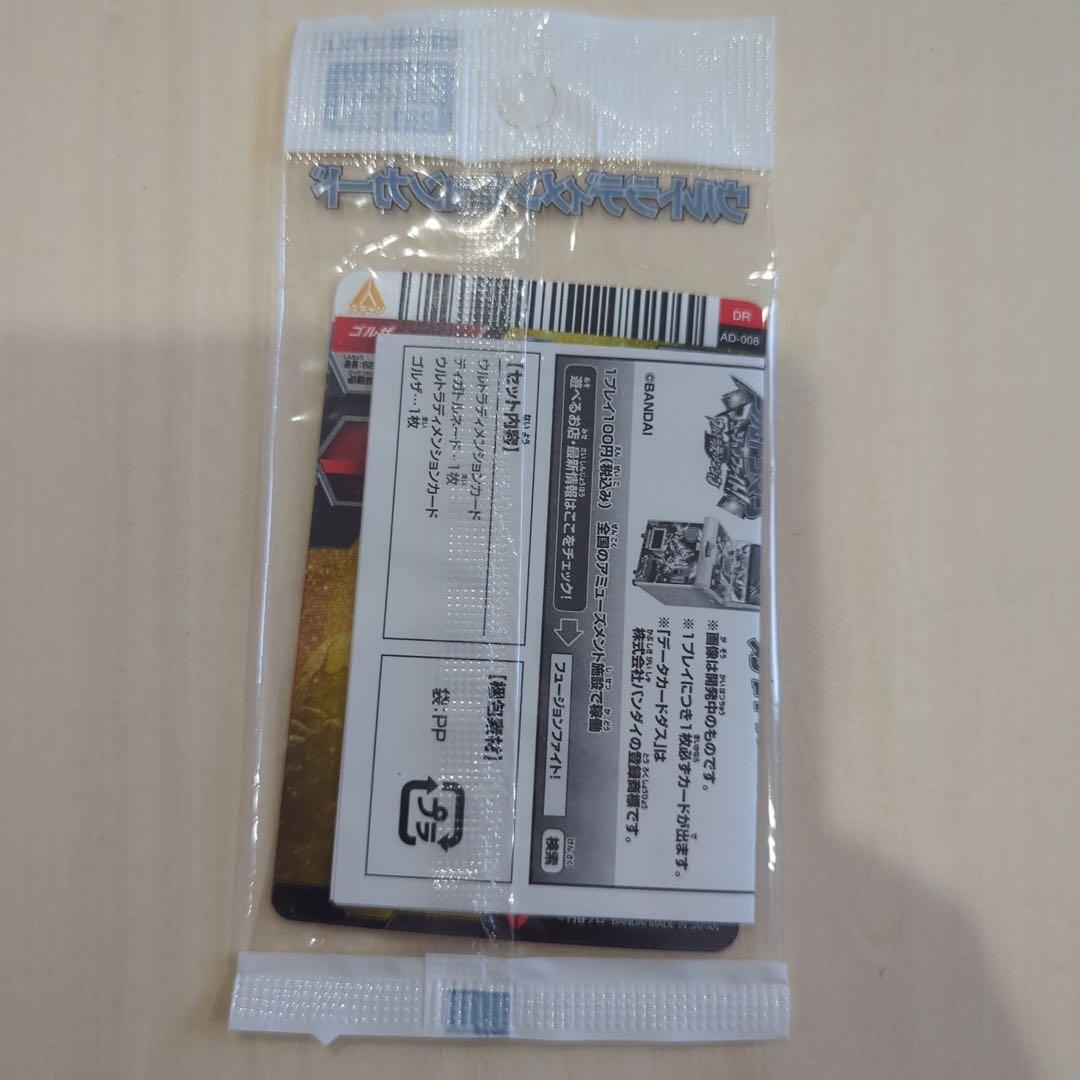 ウルトラディメンションカード
DR
AD-008
ゴルザ
©BANDAI
※画像は開発中のものです。
※1プレイにつき1枚必ずカードが出ます。
※「データカードダス」は
株式会社バンダイの登録商標です。
1プレイ100円(税込み) 全国のアミューズメント施設で稼働
遊べるお店・最新情報はここをチェック!
フュージョンファイト!
検索
【セット内容】
ウルトラディメンションカード
ティガトルネード…1枚
ウルトラディメンションカード
ゴルザ…1枚
【梱包素材】
袋:PP
プラ
BANDAI MADE IN JAPAN